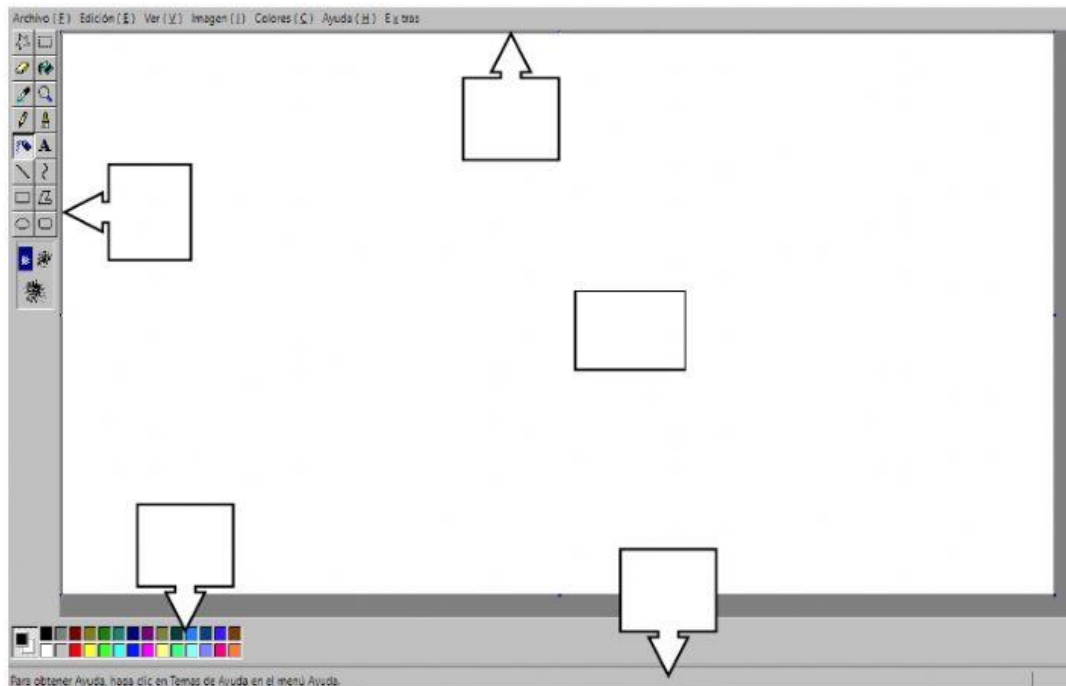 Archivo (F) Edición (E) Ver (V) Imagen (I) Colores (C) Ayuda (H) Extras
A
Para obtener Ayuda, haga clic en Temas de Ayuda en el menú Ayuda.